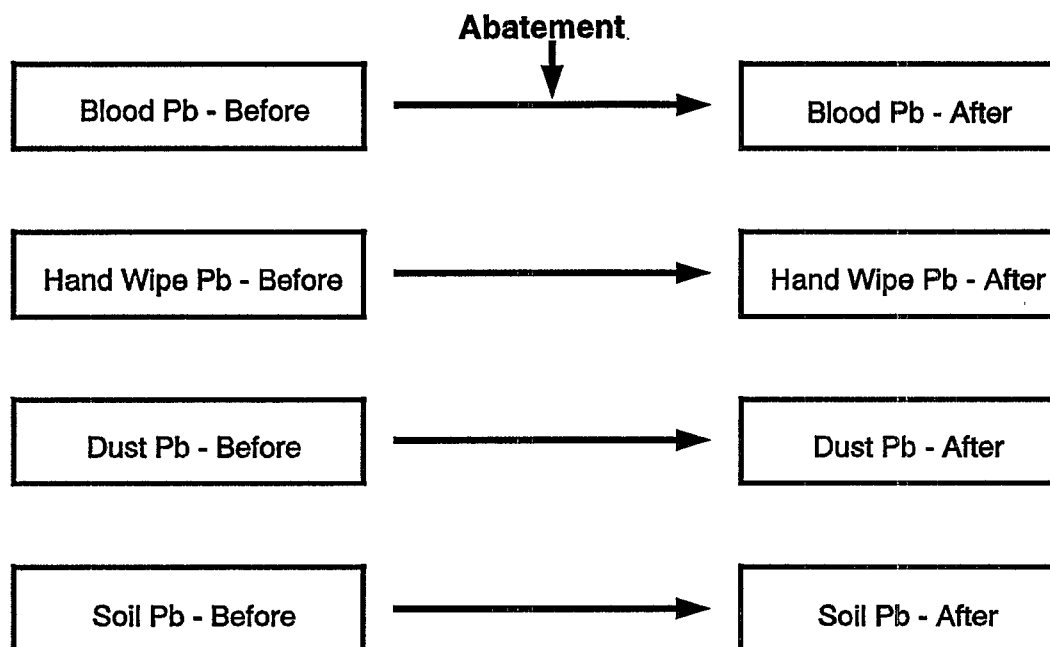 Abatement
Blood Pb - Before
Blood Pb - After
Hand Wipe Pb - Before
Hand Wipe Pb - After
Dust Pb - Before
Dust Pb - After
Soil Pb - Before
Soil Pb - After